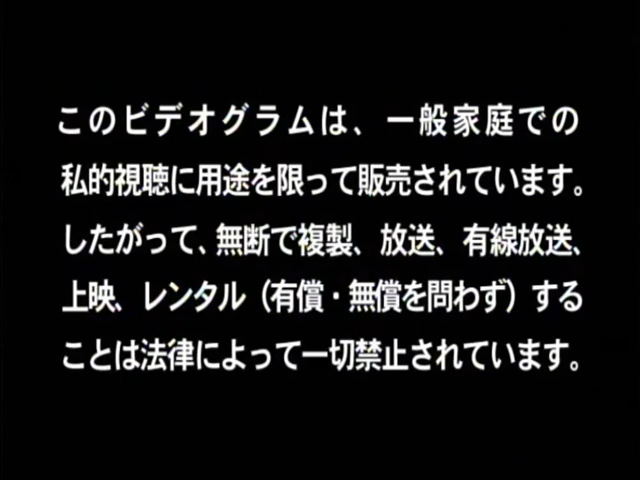 このビデオグラムは、一般家庭での
私的視聴に用途を限って販売されています。
したがって、無断で複製、放送、有線放送、
上映、レンタル（有償・無償を問わず）する
ことは法律によって一切禁止されています。